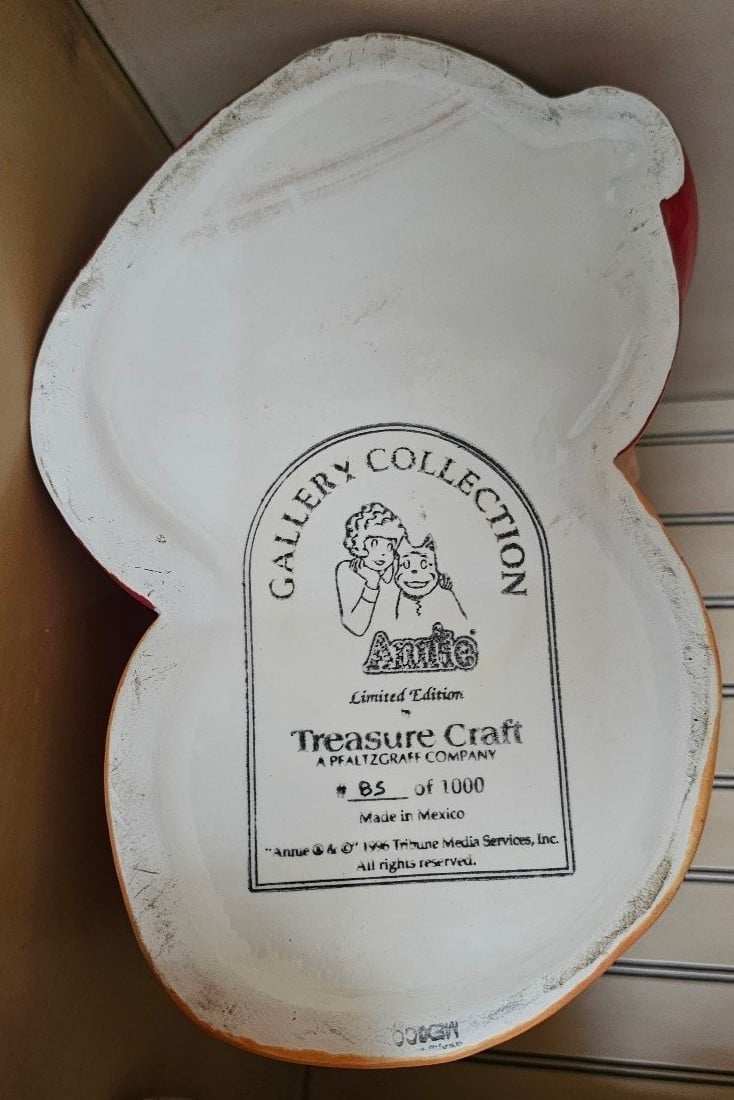 GALLERY COLLECTION
Annie
Limited Edition
Treasure Craft
A PFALTZGRAFF COMPANY
# 85 of 1000
Made in Mexico
"Annie ® & ©" 1996 Tribune Media Services, Inc.
All rights reserved.